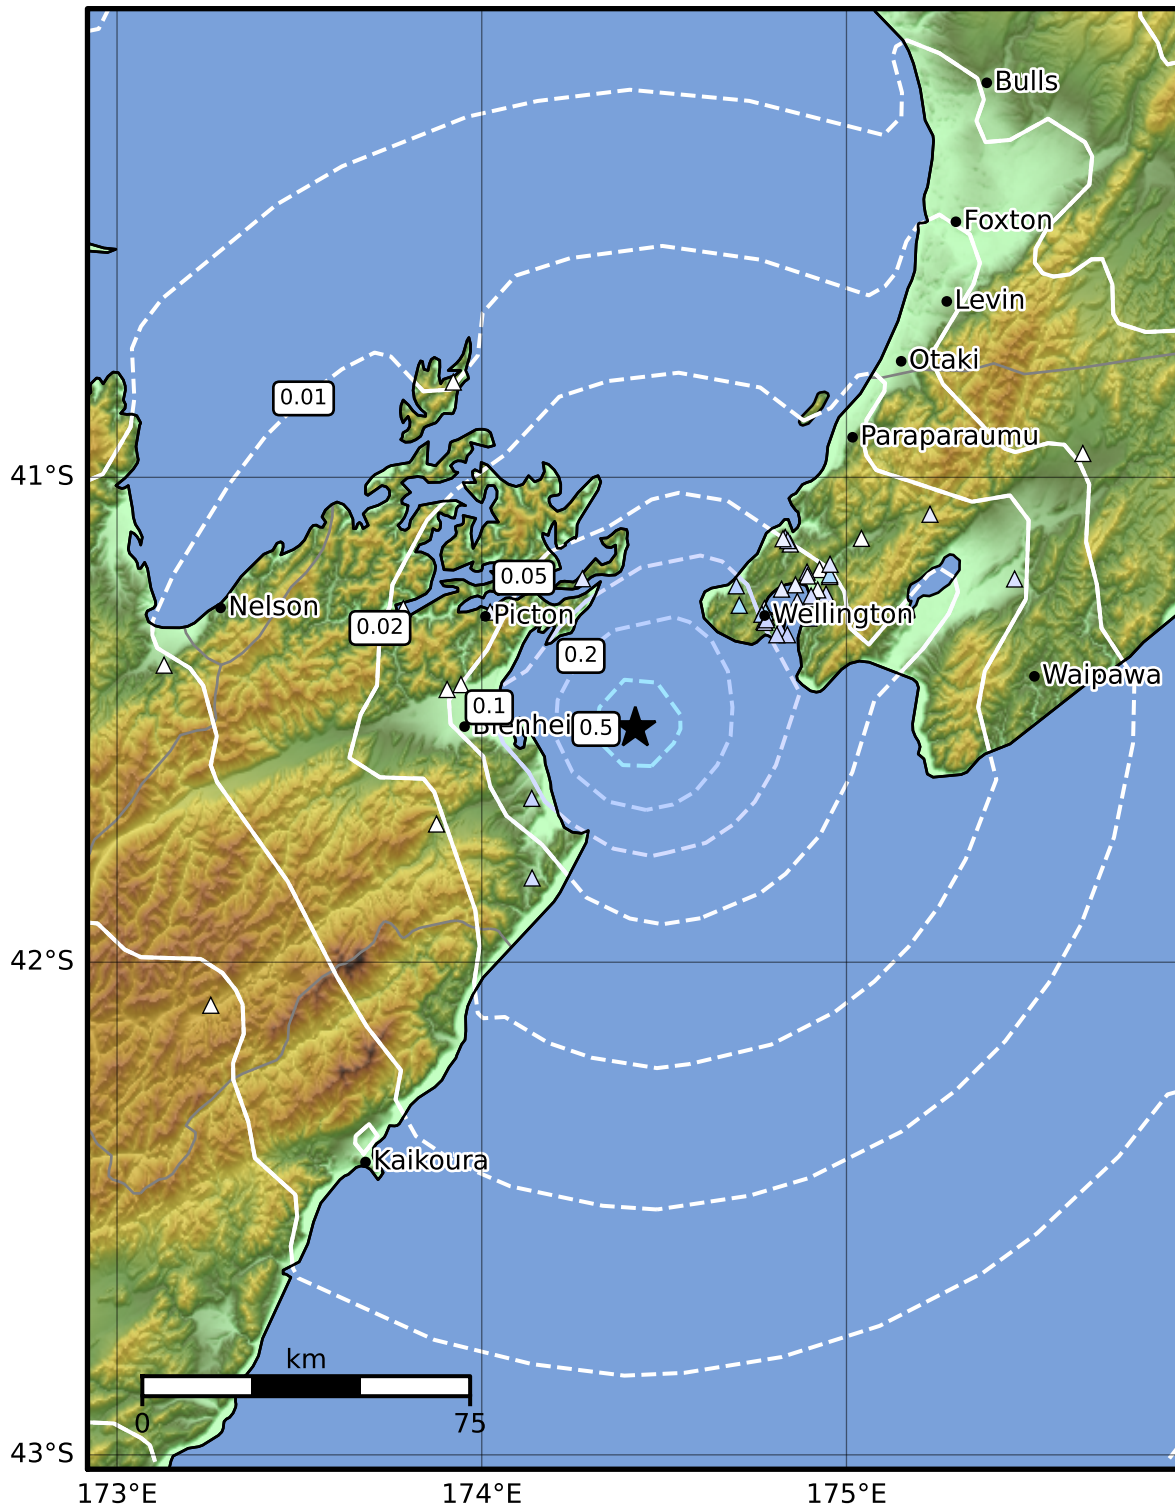 Bulls
Foxton
Levin
Otaki
0.01
Paraparaumu
41°S
0.05
Nelson
Picton
Wellington
0.02
0.2
Waipawa
0.1
Blenhei
0.5
42°S
Kaikoura
km
0 75
43°S
173°E 174°E 175°E